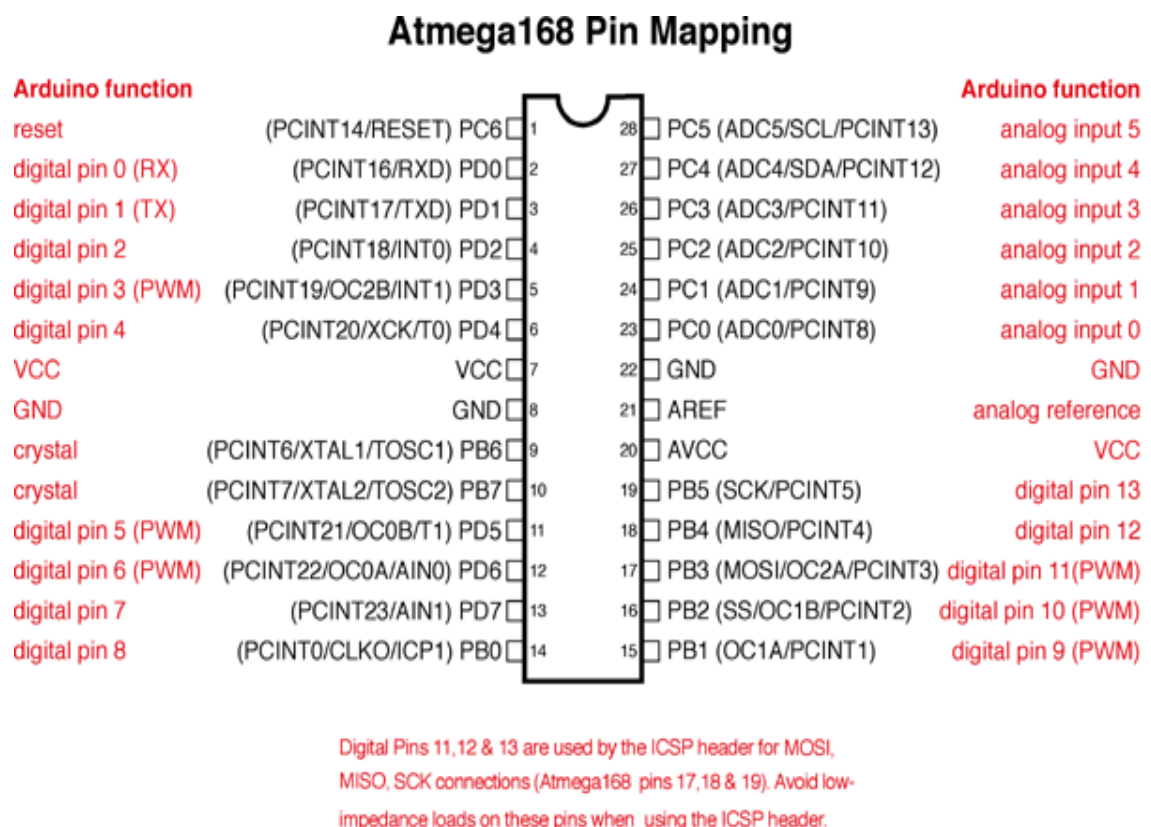 Atmega168 Pin Mapping
Arduino function Arduino function
reset (PCINT14/RESET) PC6 1 28 PC5 (ADC5/SCL/PCINT13) analog input 5
digital pin 0 (RX) (PCINT16/RXD) PD0 2 27 PC4 (ADC4/SDA/PCINT12) analog input 4
digital pin 1 (TX) (PCINT17/TXD) PD1 3 26 PC3 (ADC3/PCINT11) analog input 3
digital pin 2 (PCINT18/INT0) PD2 4 25 PC2 (ADC2/PCINT10) analog input 2
digital pin 3 (PWM) (PCINT19/OC2B/INT1) PD3 5 24 PC1 (ADC1/PCINT9) analog input 1
digital pin 4 (PCINT20/XCK/T0) PD4 6 23 PC0 (ADC0/PCINT8) analog input 0
VCC VCC 7 22 GND GND
GND GND 8 21 AREF analog reference
crystal (PCINT6/XTAL1/TOSC1) PB6 9 20 AVCC VCC
crystal (PCINT7/XTAL2/TOSC2) PB7 10 19 PB5 (SCK/PCINT5) digital pin 13
digital pin 5 (PWM) (PCINT21/OC0B/T1) PD5 11 18 PB4 (MISO/PCINT4) digital pin 12
digital pin 6 (PWM) (PCINT22/OC0A/AIN0) PD6 12 17 PB3 (MOSI/OC2A/PCINT3) digital pin 11(PWM)
digital pin 7 (PCINT23/AIN1) PD7 13 16 PB2 (SS/OC1B/PCINT2) digital pin 10 (PWM)
digital pin 8 (PCINT0/CLKO/ICP1) PB0 14 15 PB1 (OC1A/PCINT1) digital pin 9 (PWM)
Digital Pins 11,12 & 13 are used by the ICSP header for MOSI,
MISO, SCK connections (Atmega168 pins 17,18 & 19). Avoid low-
impedance loads on these pins when using the ICSP header.